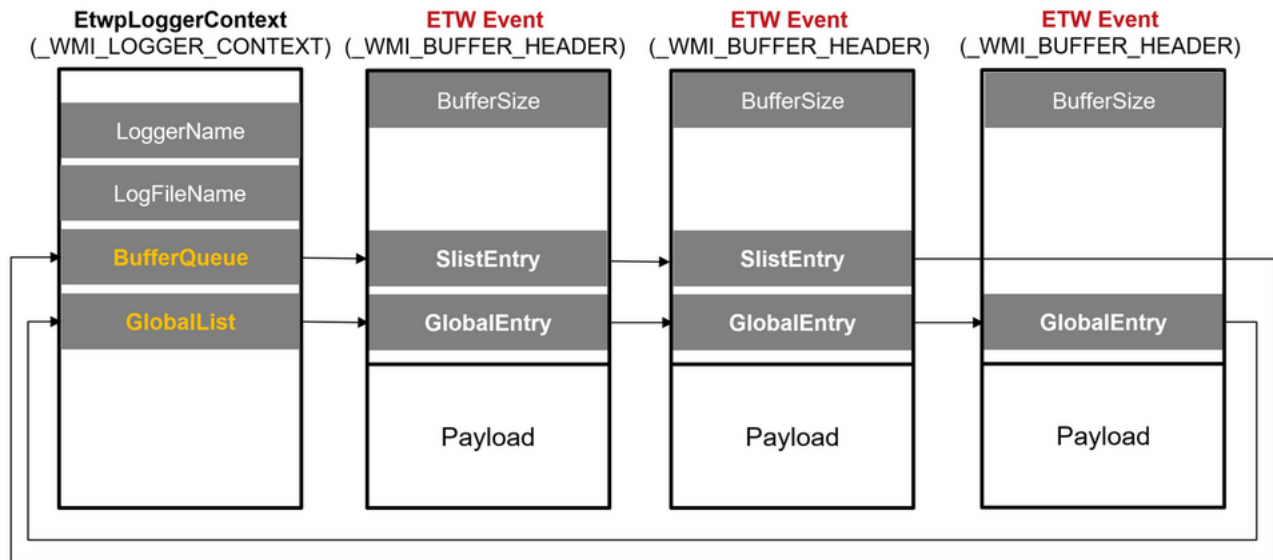 EtwpLoggerContext
(_WMI_LOGGER_CONTEXT)
LoggerName
LogFileName
BufferQueue
GlobalList
ETW Event
(_WMI_BUFFER_HEADER)
BufferSize
SlistEntry
GlobalEntry
Payload
ETW Event
(_WMI_BUFFER_HEADER)
BufferSize
SlistEntry
GlobalEntry
Payload
ETW Event
(_WMI_BUFFER_HEADER)
BufferSize
GlobalEntry
Payload